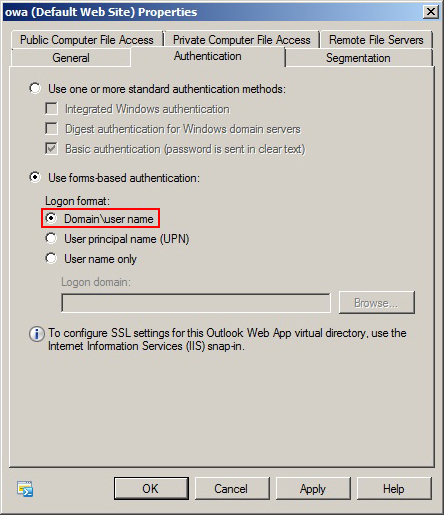 owa (Default Web Site) Properties
Public Computer File Access Private Computer File Access Remote File Servers
General Authentication Segmentation
Use one or more standard authentication methods:
Integrated Windows authentication
Digest authentication for Windows domain servers
Basic authentication (password is sent in clear text)
Use forms-based authentication:
Logon format:
Domain\user name
User principal name (UPN)
User name only
Logon domain:
Browse...
To configure SSL settings for this Outlook Web App virtual directory, use the
Internet Information Services (IIS) snap-in.
OK Cancel Apply Help